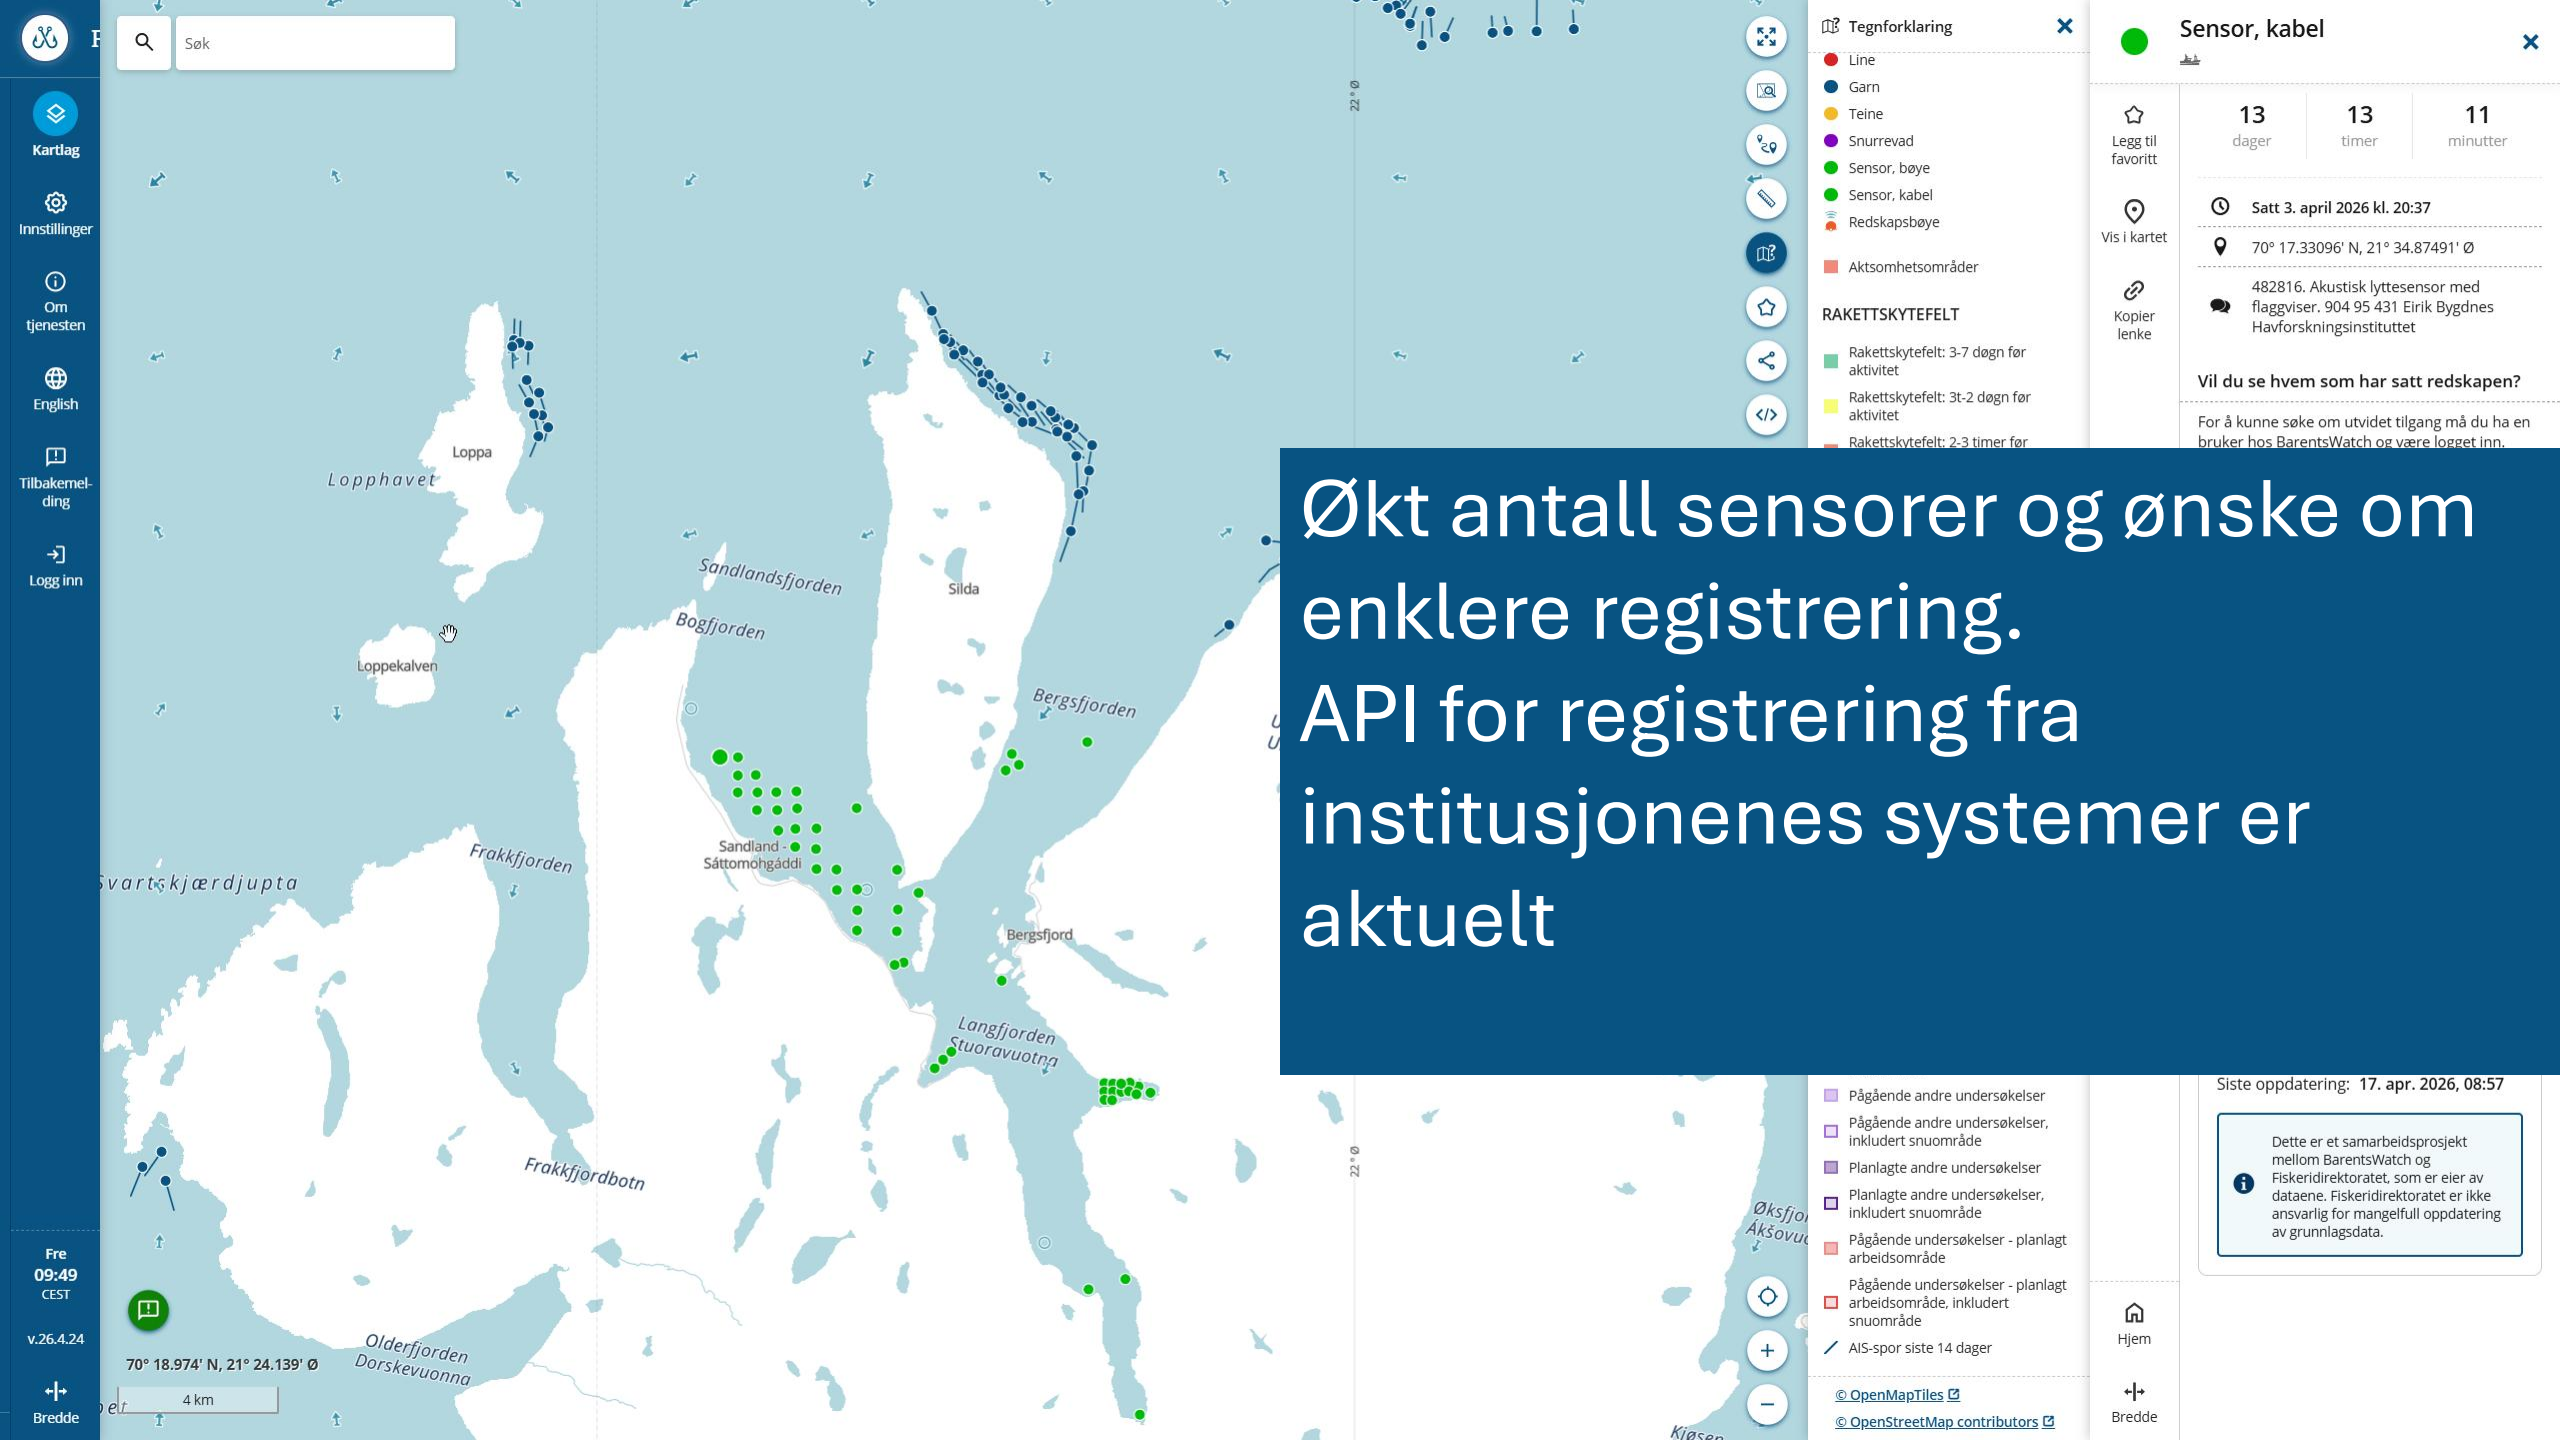 Søk
Kartlag
Innstillinger
Om
tjenesten
English
Tilbakemel-
ding
Logg inn
Fre
09:49
CEST
v.26.4.24
Bredde
22° Ø
Loppa
Lopphavet
Loppekalven
Sandlandsfjorden
Bogfjorden
Silda
Bergsfjorden
Sandland -
Sáttomohgáddi
Frakkfjorden
Svartskjærdjupta
Bergsfjord
Langfjorden
Stuoravuotna
Frakkfjordbotn
Olderfjorden
Dorskevuonna
22° Ø
70° 18.974' N, 21° 24.139' Ø
4 km
Tegnforklaring
Line
Garn
Teine
Snurrevad
Sensor, bøye
Sensor, kabel
Redskapsbøye
Aktsomhetsområder
RAKETTSKYTEFELT
Rakettskytefelt: 3-7 døgn før
aktivitet
Rakettskytefelt: 3t-2 døgn før
aktivitet
Rakettskytefelt: 2-3 timer før
Sensor, kabel
13
dager
13
timer
11
minutter
Legg til
favoritt
Vis i kartet
Kopier
lenke
Satt 3. april 2026 kl. 20:37
70° 17.33096' N, 21° 34.87491' Ø
482816. Akustisk lyttesensor med
flaggviser. 904 95 431 Eirik Bygdnes
Havforskningsinstituttet
Vil du se hvem som har satt redskapen?
For å kunne søke om utvidet tilgang må du ha en
bruker hos BarentsWatch og være logget inn.
Økt antall sensorer og ønske om
enklere registrering.
API for registrering fra
institusjonenes systemer er
aktuelt
Pågående andre undersøkelser
Pågående andre undersøkelser,
inkludert snuområde
Planlagte andre undersøkelser
Planlagte andre undersøkelser,
inkludert snuområde
Pågående undersøkelser - planlagt
arbeidsområde
Pågående undersøkelser - planlagt
arbeidsområde, inkludert
snuområde
AIS-spor siste 14 dager
© OpenMapTiles
© OpenStreetMap contributors
Siste oppdatering: 17. apr. 2026, 08:57
Dette er et samarbeidsprosjekt
mellom BarentsWatch og
Fiskeridirektoratet, som er eier av
dataene. Fiskeridirektoratet er ikke
ansvarlig for mangelfull oppdatering
av grunnlagsdata.
Hjem
Bredde